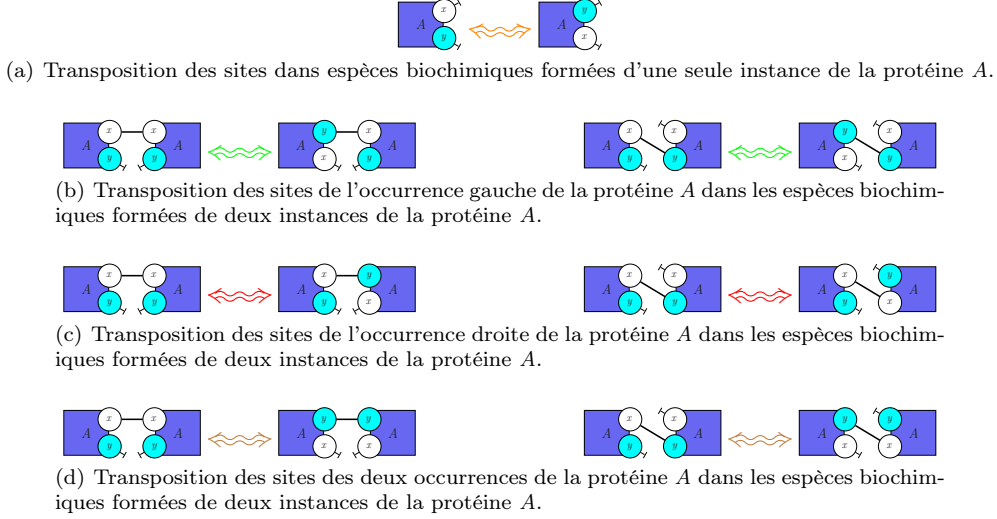 x A y y A x
(a) Transposition des sites dans espèces biochimiques formées d'une seule instance de la protéine A.
A x y x y A A y x x y A A x y x y A A y x x y A
(b) Transposition des sites de l'occurrence gauche de la protéine A dans les espèces biochim-
iques formées de deux instances de la protéine A.
A x y x y A A x y y x A A x y x y A A x y y x A
(c) Transposition des sites de l'occurrence droite de la protéine A dans les espèces biochim-
iques formées de deux instances de la protéine A.
A x y x y A A y x y x A A x y x y A A y x y x A
(d) Transposition des sites des deux occurrences de la protéine A dans les espèces biochim-
iques formées de deux instances de la protéine A.